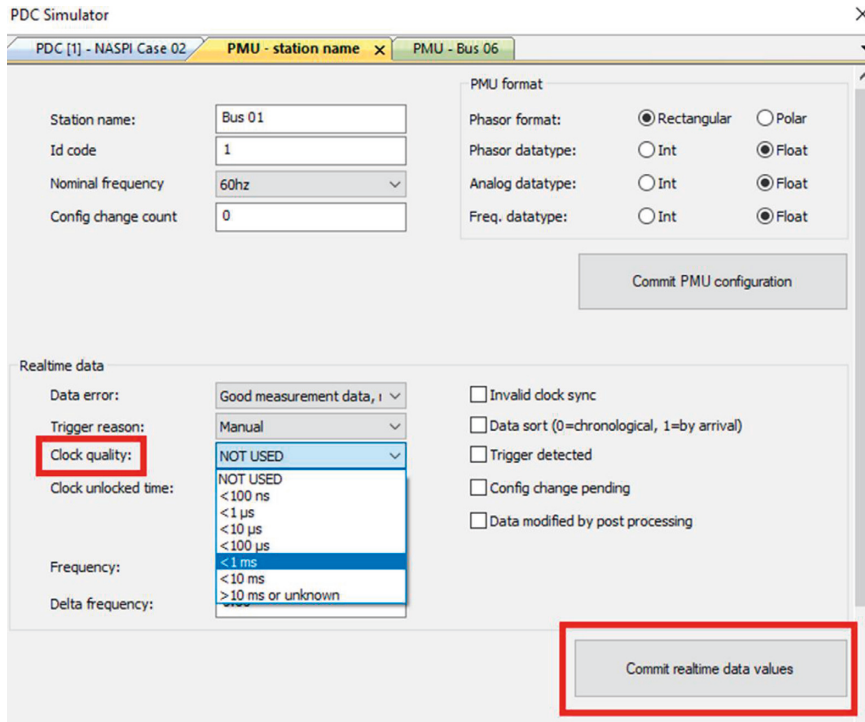 PDC Simulator
PDC [1] - NASPI Case 02
PMU - station name
PMU - Bus 06
Station name:
Bus 01
Id code
1
Nominal frequency
60hz
Config change count
0
PMU format
Phasor format:
Rectangular
Polar
Phasor datatype:
Int
Float
Analog datatype:
Int
Float
Freq. datatype:
Int
Float
Commit PMU configuration
Realtime data
Data error:
Good measurement data,
Trigger reason:
Manual
Clock quality:
NOT USED
Clock unlocked time:
NOT USED
<100 ns
<1 µs
<10 µs
<100 µs
<1 ms
<10 ms
>10 ms or unknown
Frequency:
Delta frequency:
Invalid clock sync
Data sort (0=chronological, 1=by arrival)
Trigger detected
Config change pending
Data modified by post processing
Commit realtime data values